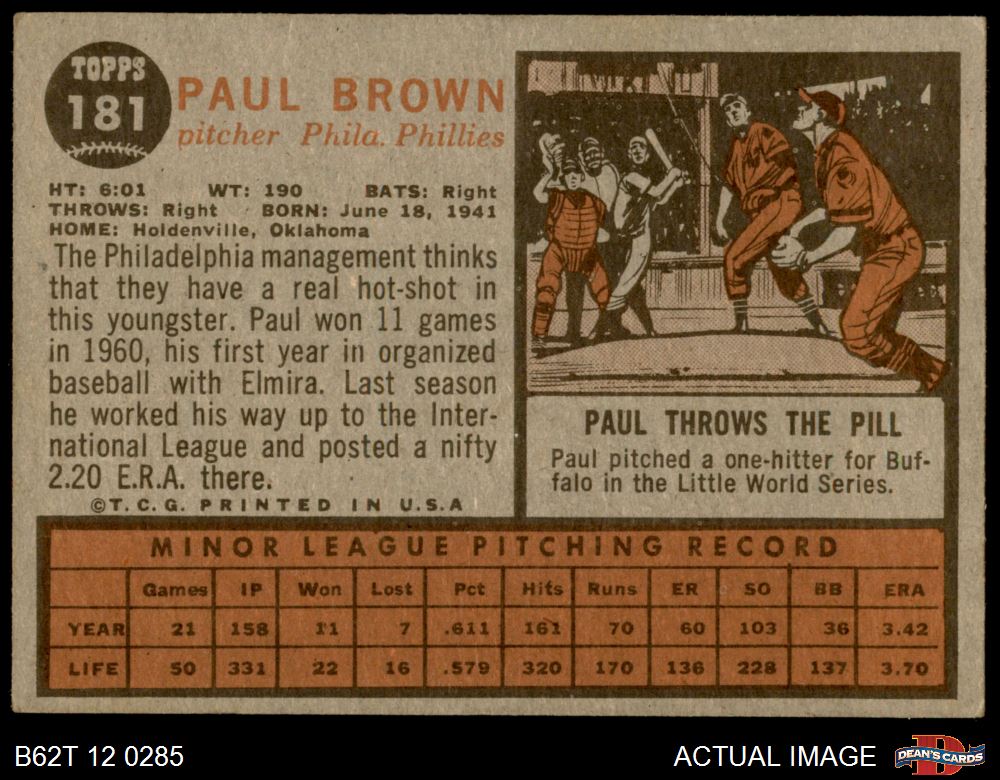 TOPPS
181
PAUL BROWN
pitcher Phila. Phillies
HT: 6:01 WT: 190 BATS: Right
THROWS: Right BORN: June 18, 1941
HOME: Holdenville, Oklahoma
The Philadelphia management thinks
that they have a real hot-shot in
this youngster. Paul won 11 games
in 1960, his first year in organized
baseball with Elmira. Last season
he worked his way up to the Inter-
national League and posted a nifty
2.20 E.R.A. there.
©T.C.G. PRINTED IN U.S.A
PAUL THROWS THE PILL
Paul pitched a one-hitter for Buf-
falo in the Little World Series.
MINOR LEAGUE PITCHING RECORD
Games IP Won Lost Pct Hits Runs ER SO BB ERA
YEAR 21 158 11 7 .611 161 70 60 103 36 3.42
LIFE 50 331 22 16 .579 320 170 136 228 137 3.70
B62T 12 0285
ACTUAL IMAGE
D
DEAN'S CARDS